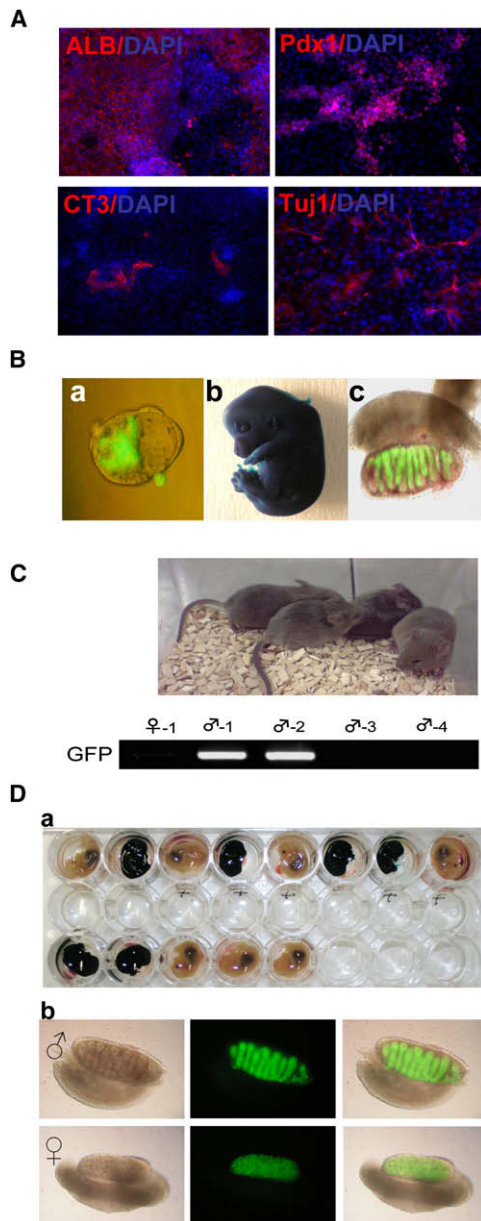 A
ALB/DAPI
Pdx1/DAPI
CT3/DAPI
Tuj1/DAPI
B
a
b
c
C
♀-1 ♂-1 ♂-2 ♂-3 ♂-4
GFP
D
a
b
♂
♀